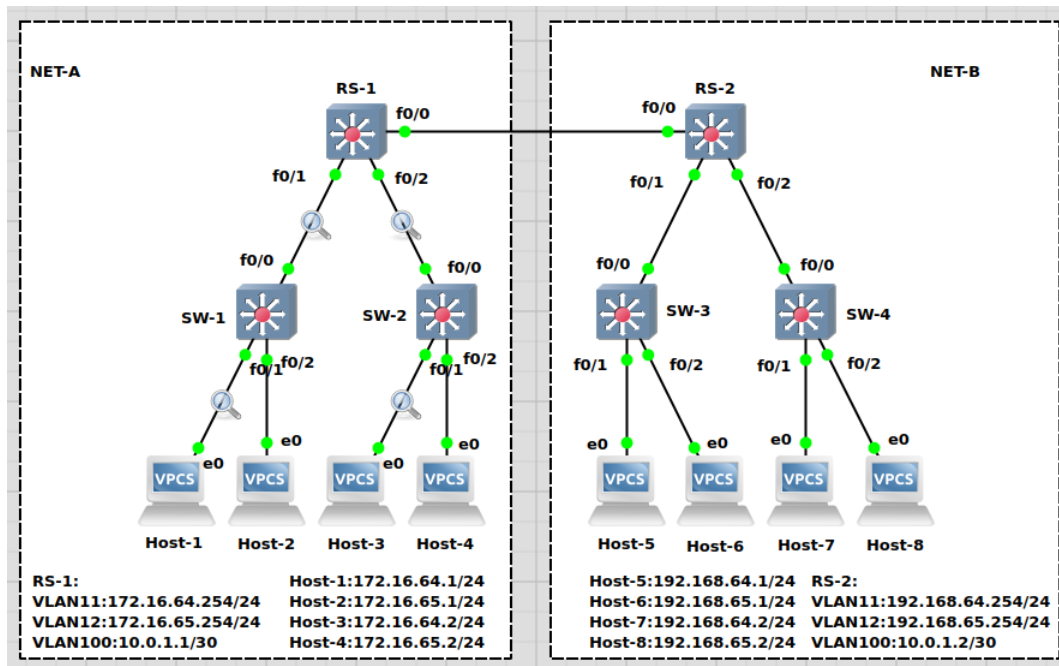 NET-A
NET-B
RS-1
RS-2
f0/0
f0/0
f0/1
f0/2
f0/1
f0/2
f0/0
f0/0
f0/0
f0/0
SW-1
SW-2
SW-3
SW-4
f0/1
f0/2
f0/1
f0/2
f0/1
f0/2
f0/1
f0/2
e0
e0
e0
e0
e0
e0
e0
e0
VPCS
VPCS
VPCS
VPCS
VPCS
VPCS
VPCS
VPCS
Host-1
Host-2
Host-3
Host-4
Host-5
Host-6
Host-7
Host-8
RS-1:
VLAN11:172.16.64.254/24
VLAN12:172.16.65.254/24
VLAN100:10.0.1.1/30
Host-1:172.16.64.1/24
Host-2:172.16.65.1/24
Host-3:172.16.64.2/24
Host-4:172.16.65.2/24
Host-5:192.168.64.1/24
Host-6:192.168.65.1/24
Host-7:192.168.64.2/24
Host-8:192.168.65.2/24
RS-2:
VLAN11:192.168.64.254/24
VLAN12:192.168.65.254/24
VLAN100:10.0.1.2/30